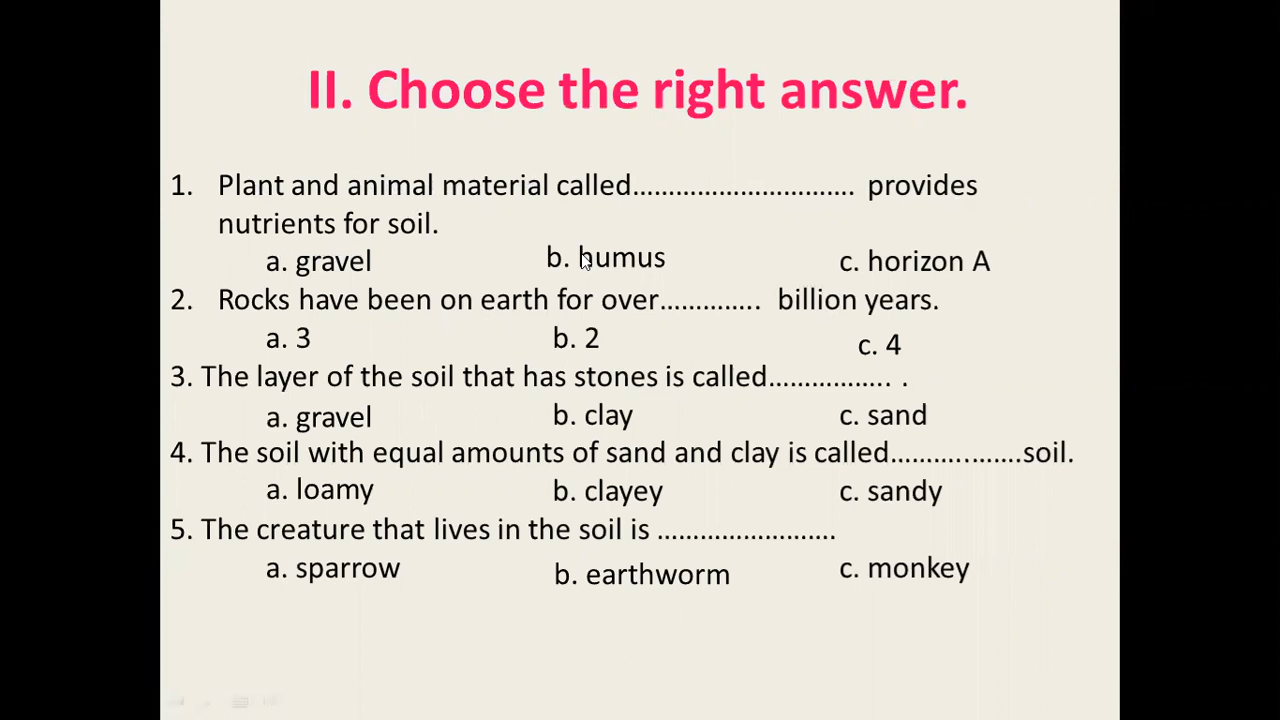 II. Choose the right answer.
1. Plant and animal material called…………………………. provides
nutrients for soil.
a. gravel b. humus c. horizon A
2. Rocks have been on earth for over………….. billion years.
a. 3 b. 2 c. 4
3. The layer of the soil that has stones is called…………….. .
a. gravel b. clay c. sand
4. The soil with equal amounts of sand and clay is called………..…….soil.
a. loamy b. clayey c. sandy
5. The creature that lives in the soil is …………………….
a. sparrow b. earthworm c. monkey